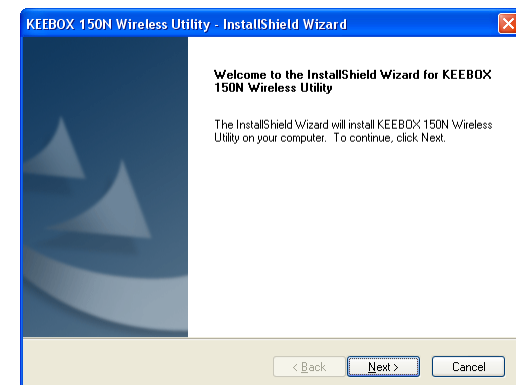 KEEBOX 150N Wireless Utility - InstallShield Wizard
Welcome to the InstallShield Wizard for KEEBOX
150N Wireless Utility
The InstallShield Wizard will install KEEBOX 150N Wireless
Utility on your computer. To continue, click Next.
< Back Next > Cancel